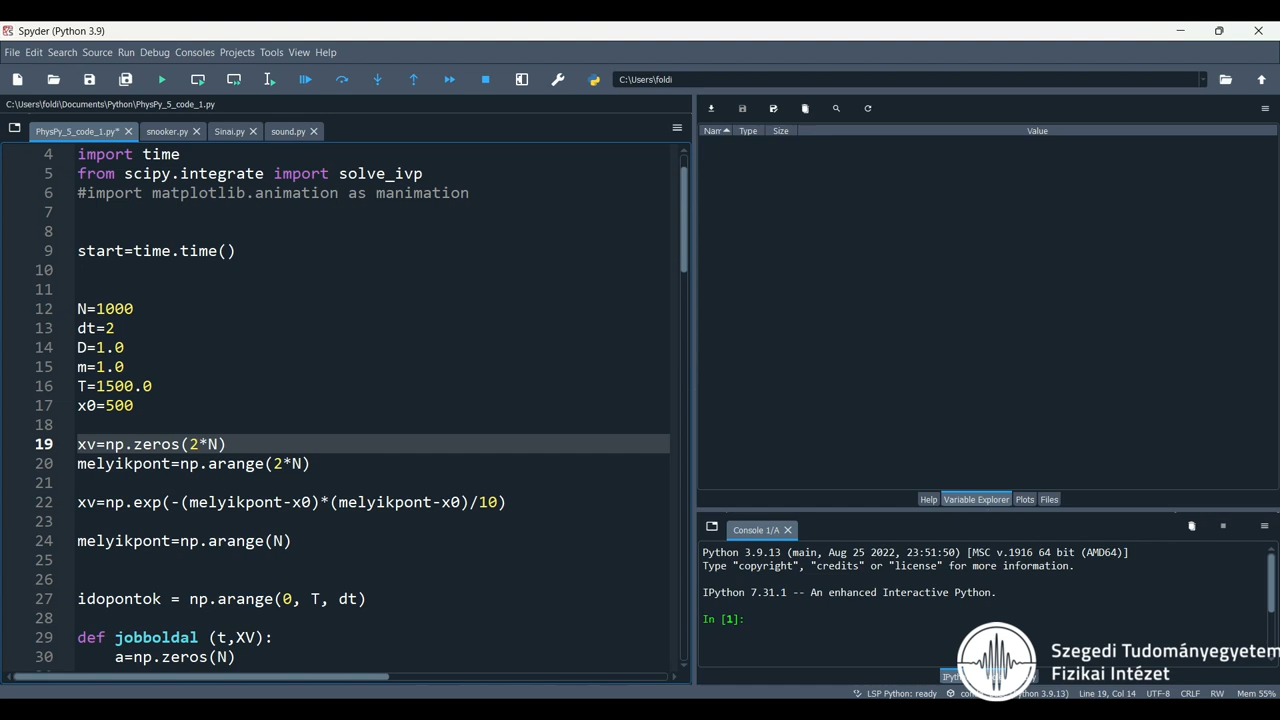 Spyder (Python 3.9)
File Edit Search Source Run Debug Consoles Projects Tools View Help
C:\Users\foldi
C:\Users\foldi\Documents\Python\PhysPy_5_code_1.py
PhysPy_5_code_1.py* snooker.py Sinai.py sound.py
4 import time
5 from scipy.integrate import solve_ivp
6 #import matplotlib.animation as manimation
7
8
9 start=time.time()
10
11
12 N=1000
13 dt=2
14 D=1.0
15 m=1.0
16 T=1500.0
17 x0=500
18
19 xv=np.zeros(2*N)
20 melyikpont=np.arange(2*N)
21
22 xv=np.exp(-(melyikpont-x0)*(melyikpont-x0)/10)
23
24 melyikpont=np.arange(N)
25
26
27 idopontok = np.arange(0, T, dt)
28
29 def jobboldal (t,XV):
30 a=np.zeros(N)
Nam Type Size Value
Help Variable Explorer Plots Files
Console 1/A
Python 3.9.13 (main, Aug 25 2022, 23:51:50) [MSC v.1916 64 bit (AMD64)]
Type "copyright", "credits" or "license" for more information.
IPython 7.31.1 -- An enhanced Interactive Python.
In [1]:
Szegedi Tudományegyetem
Fizikai Intézet
LSP Python: ready Python 3.9.13) Line 19, Col 14 UTF-8 CRLF RW Mem 55%